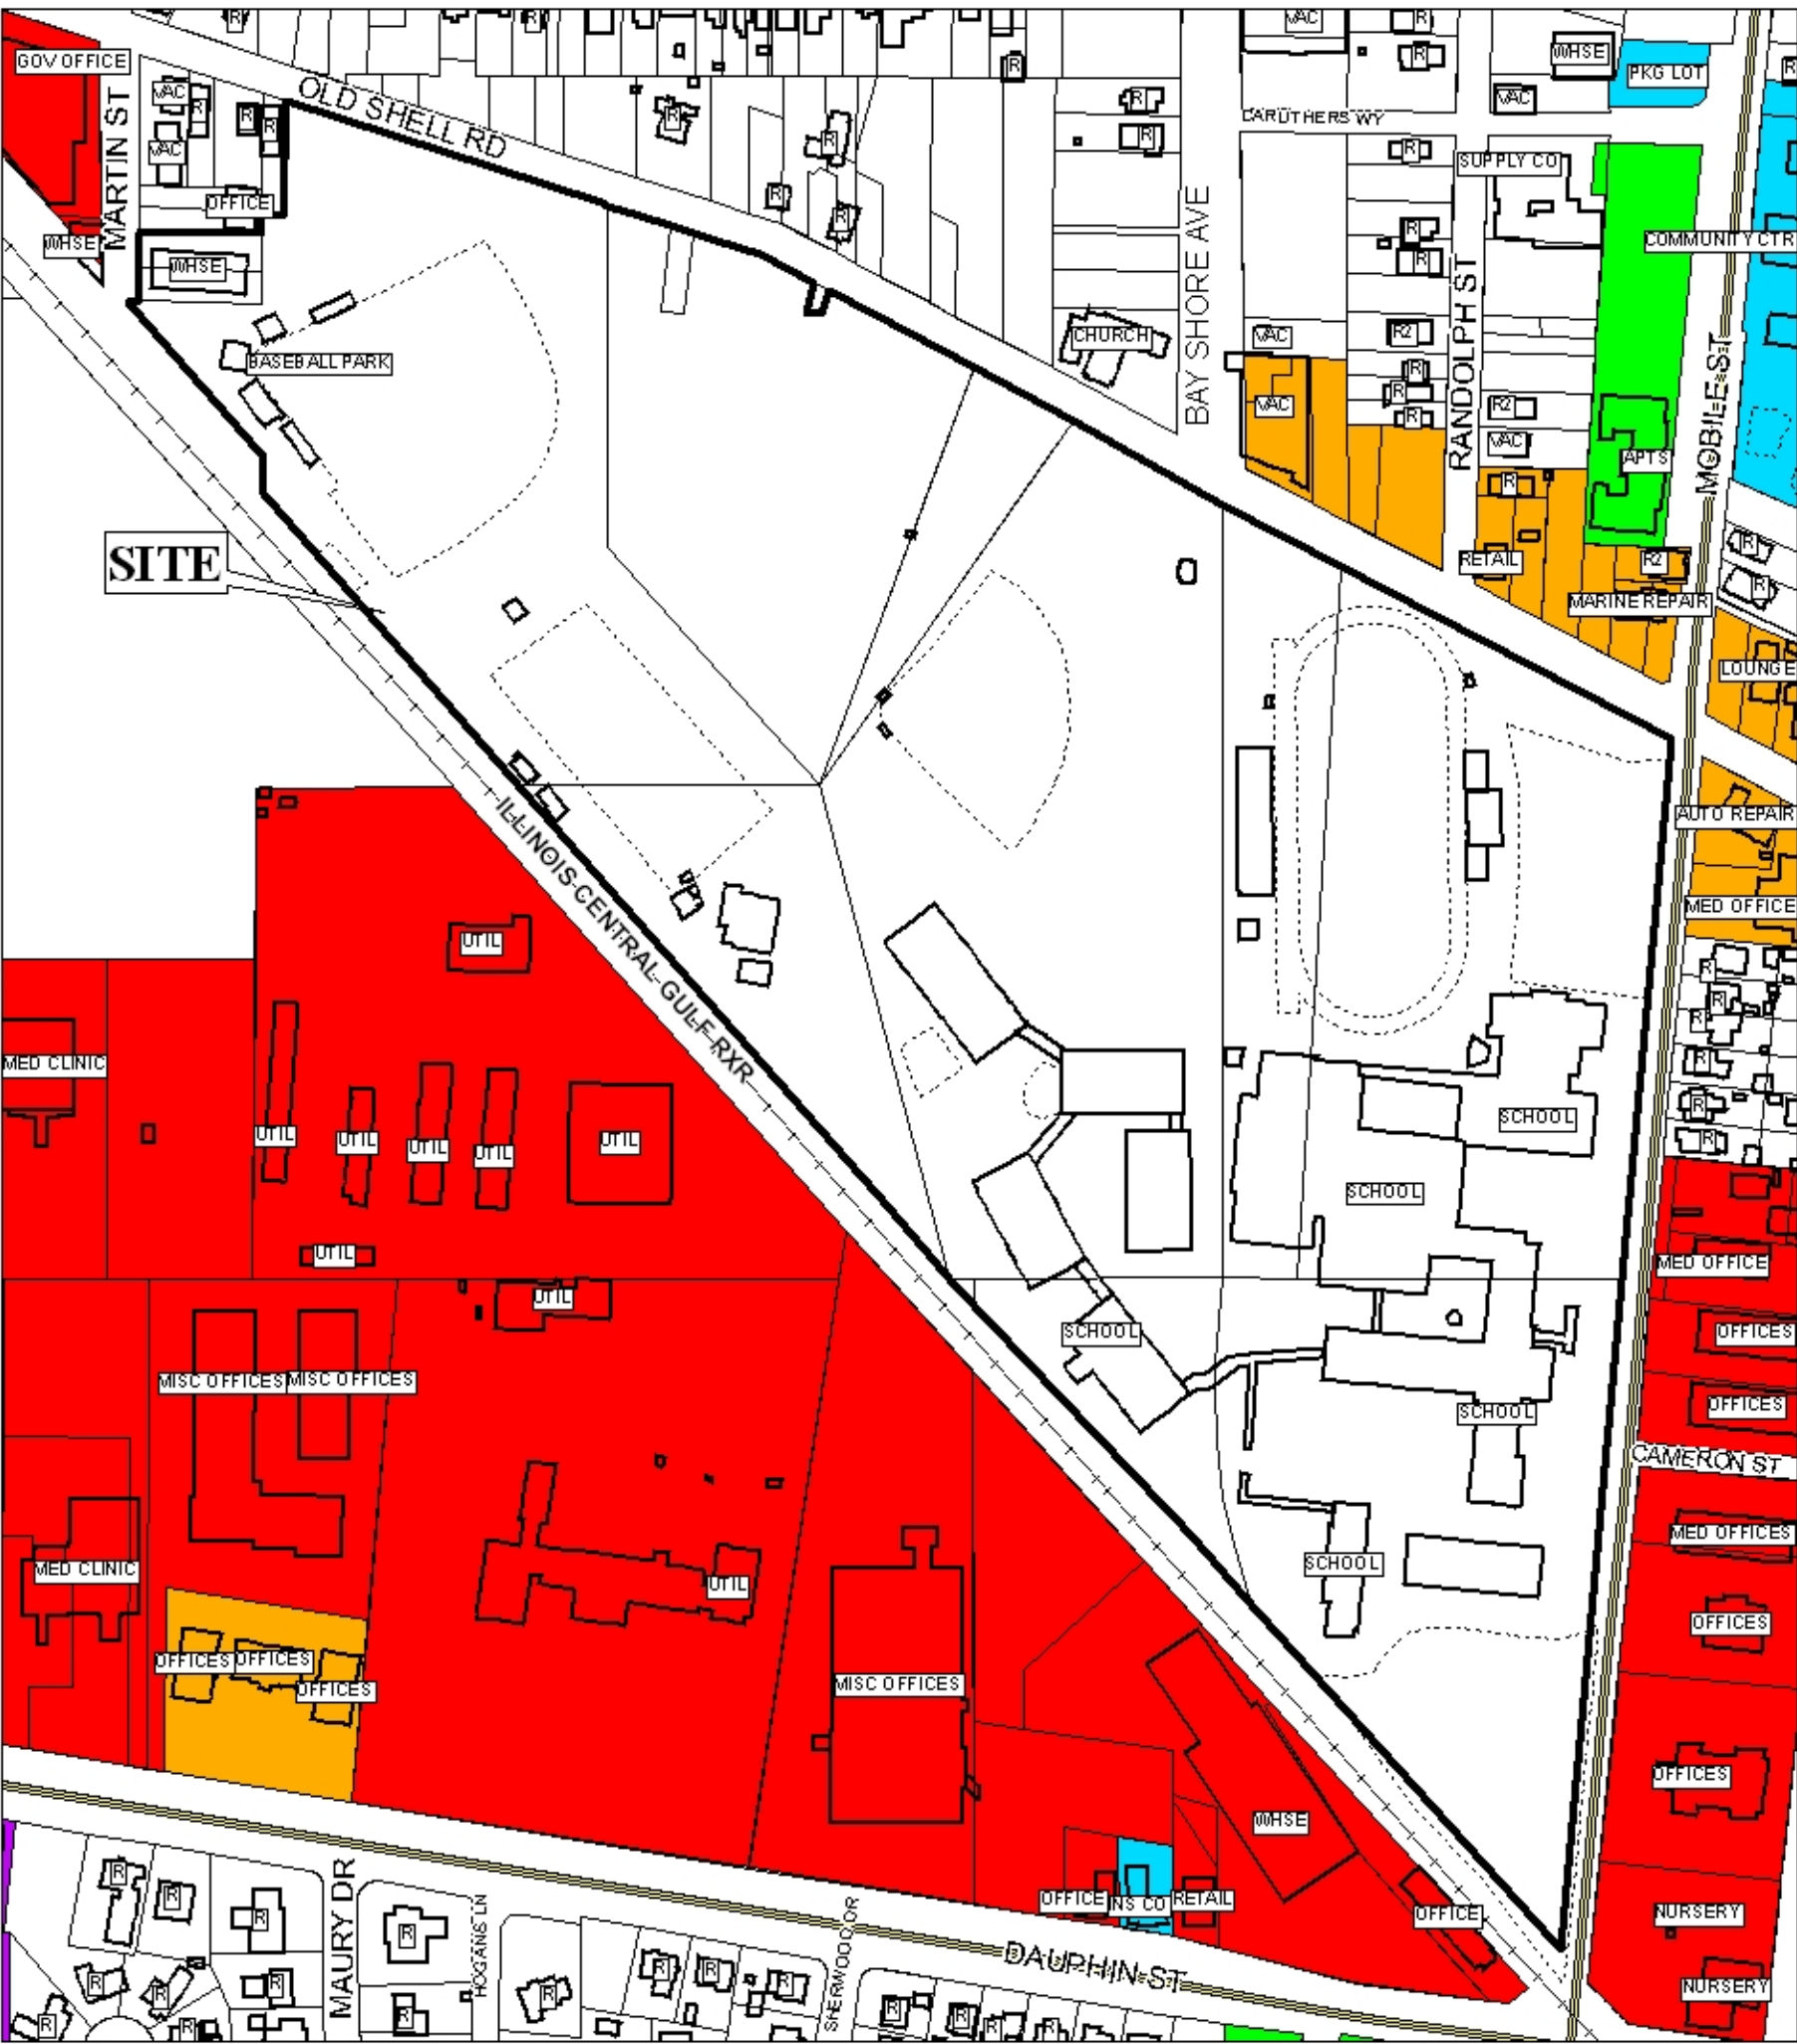 R
R
VAC
R
GOV OFFICE
WHSE
R
PKG LOT
R
R
VAC
R
R
R
OLD SHELL RD
MARTIN ST
R
R
VAC
CARUTHERS WY
R
R
R
VAC
SUPPLY CO
R
OFFICE
R
R
BAY SHORE AVE
R
COMMUNITY CTR
WHSE
WHSE
R
RANDOLPH ST
MOBILE ST
CHURCH
VAC
R2
BASEBALL PARK
R
R
VAC
R2
R
VAC
APTS
R
R
SITE
RETAIL
R2
R
MARINE REPAIR
LOUNGE
AUTO REPAIR
ILLINOIS CENTRAL GULF RXR
MED OFFICE
UTIL
R
R
R
R
MED CLINIC
R
SCHOOL
UTIL
UTIL
UTIL
UTIL
UTIL
R
SCHOOL
UTIL
MED OFFICE
UTIL
SCHOOL
OFFICES
MISC OFFICES
MISC OFFICES
OFFICES
SCHOOL
CAMERON ST
MED OFFICES
SCHOOL
MED CLINIC
UTIL
OFFICES
OFFICES
OFFICES
OFFICES
MISC OFFICES
OFFICES
WHSE
R
R
OFFICE
NS CO
RETAIL
OFFICE
NURSERY
R
R
MAURY DR
HOGANS LN
SHERWOOD DR
DAUPHIN ST
R
R
R
R
R
R
R
NURSERY
R
R
R
R
R
R
R
R